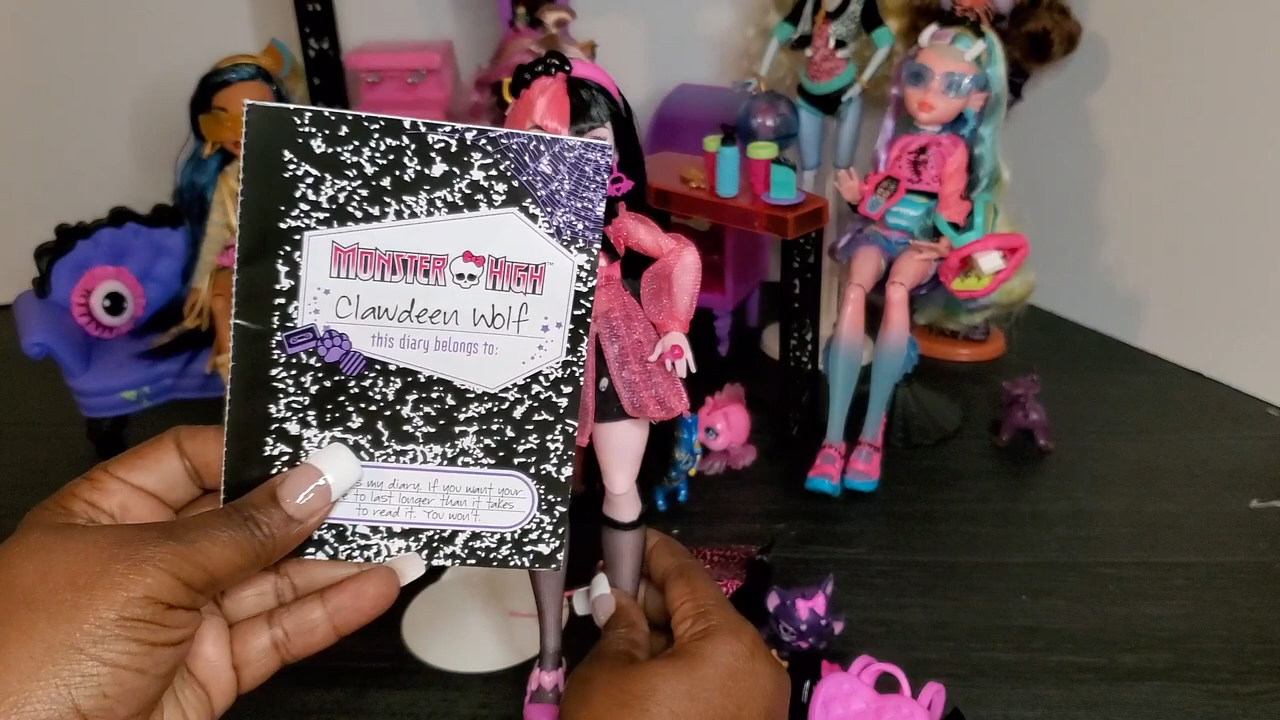 MONSTER HIGH™
Clawdeen Wolf
this diary belongs to:
my diary. If you want your
to last longer than it takes
to read it. You won't.